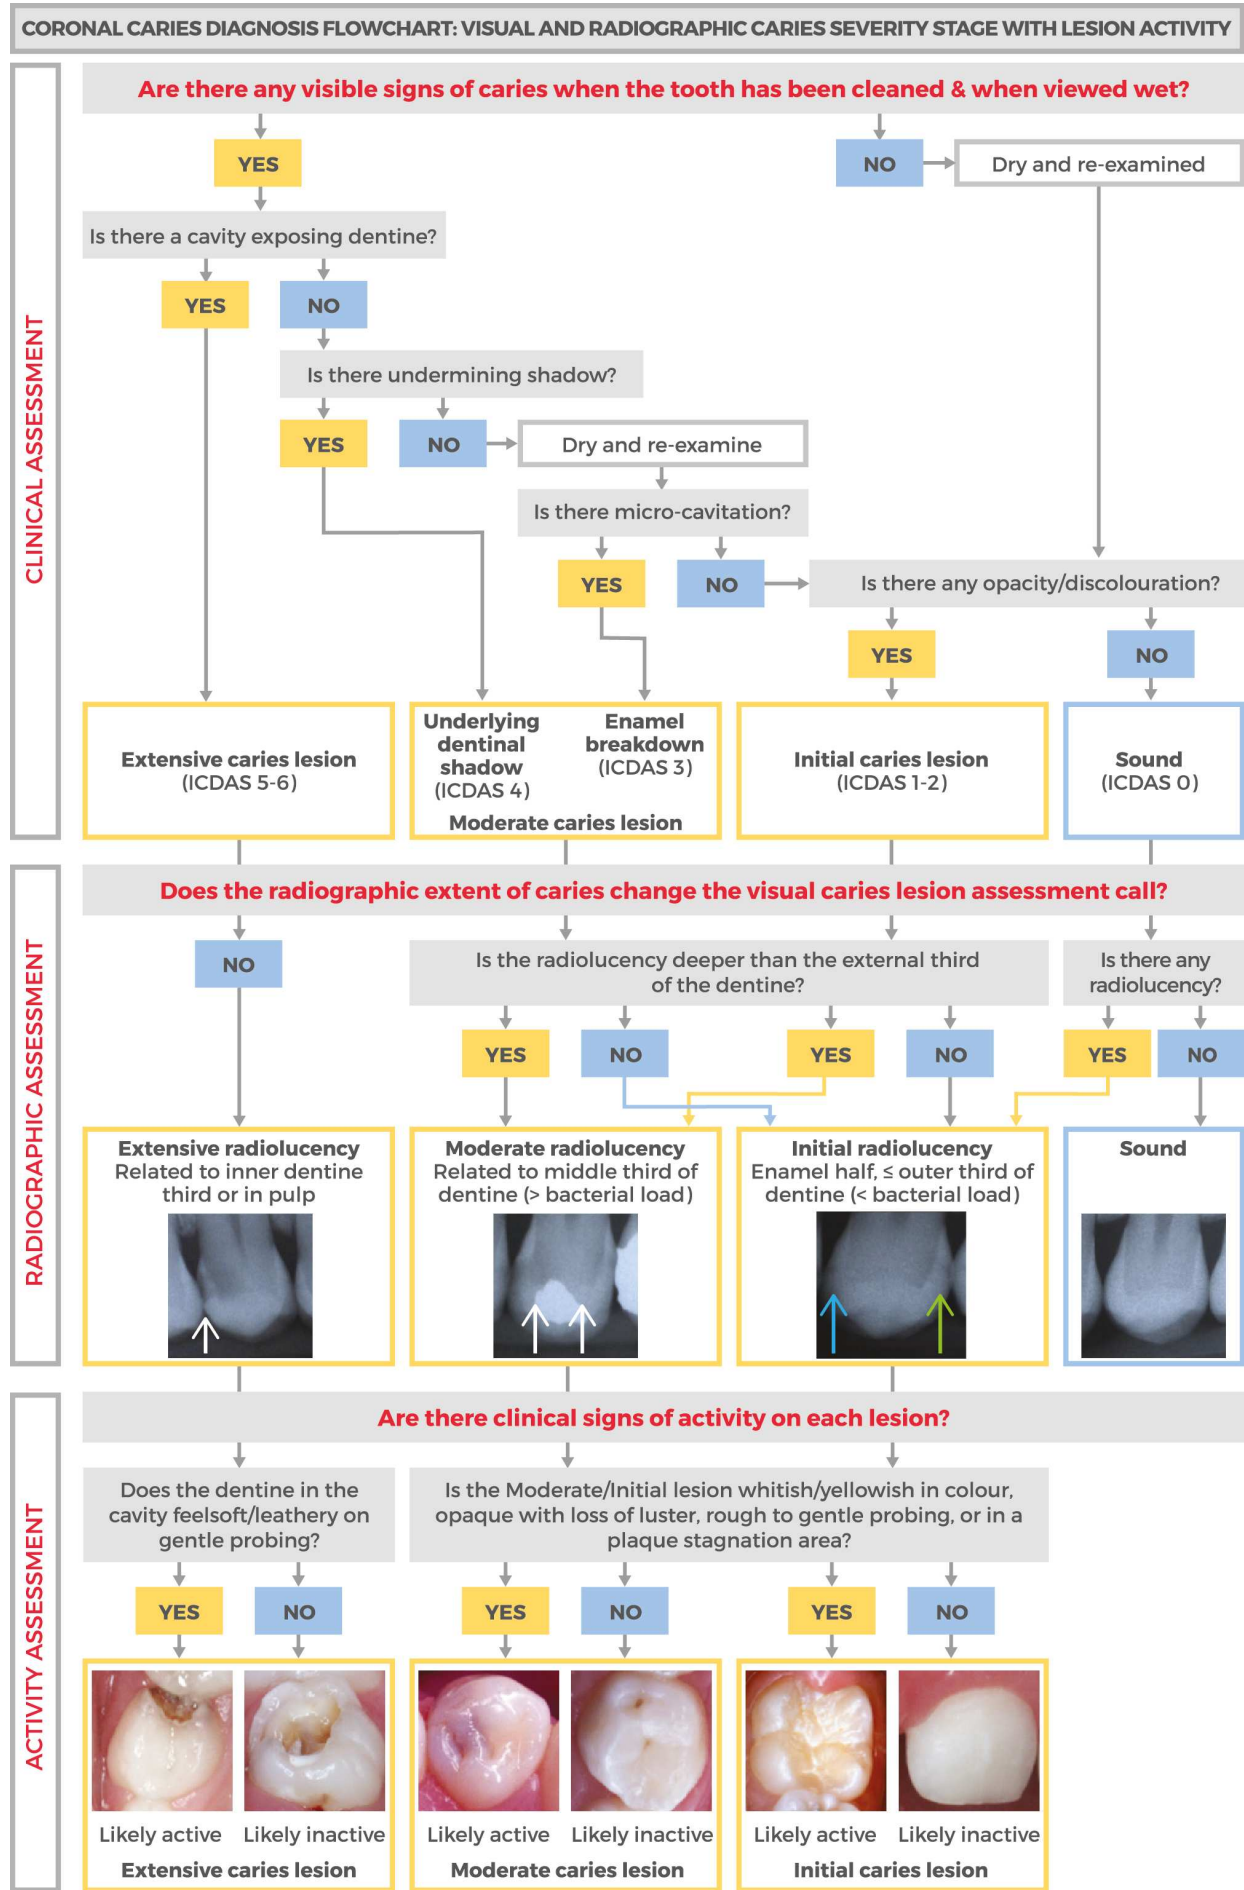 CORONAL CARIES DIAGNOSIS FLOWCHART: VISUAL AND RADIOGRAPHIC CARIES SEVERITY STAGE WITH LESION ACTIVITY
CLINICAL ASSESSMENT
Are there any visible signs of caries when the tooth has been cleaned & when viewed wet?
YES
NO
Dry and re-examined
Is there a cavity exposing dentine?
YES
NO
Is there undermining shadow?
YES
NO
Dry and re-examine
Is there micro-cavitation?
YES
NO
Is there any opacity/discolouration?
YES
NO
Extensive caries lesion
(ICDAS 5-6)
Underlying
dentinal
shadow
(ICDAS 4)
Enamel
breakdown
(ICDAS 3)
Moderate caries lesion
Initial caries lesion
(ICDAS 1-2)
Sound
(ICDAS 0)
RADIOGRAPHIC ASSESSMENT
Does the radiographic extent of caries change the visual caries lesion assessment call?
NO
Is the radiolucency deeper than the external third
of the dentine?
Is there any
radiolucency?
YES
NO
YES
NO
YES
NO
Extensive radiolucency
Related to inner dentine
third or in pulp
Moderate radiolucency
Related to middle third of
dentine (> bacterial load)
Initial radiolucency
Enamel half, ≤ outer third of
dentine (< bacterial load)
Sound
ACTIVITY ASSESSMENT
Are there clinical signs of activity on each lesion?
Does the dentine in the
cavity feelsoft/leathery on
gentle probing?
Is the Moderate/Initial lesion whitish/yellowish in colour,
opaque with loss of luster, rough to gentle probing, or in a
plaque stagnation area?
YES
NO
YES
NO
YES
NO
Likely active
Likely inactive
Extensive caries lesion
Likely active
Likely inactive
Moderate caries lesion
Likely active
Likely inactive
Initial caries lesion